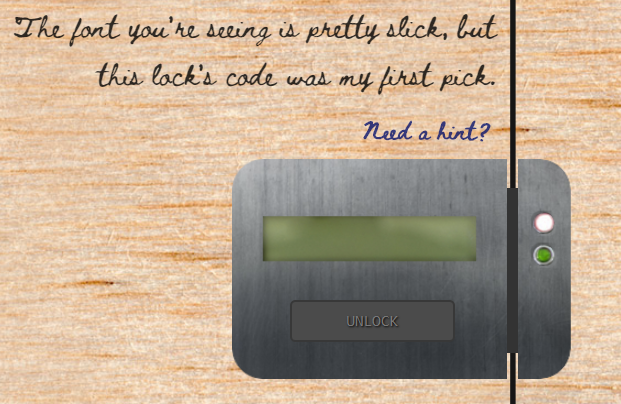 The font you're seeing is pretty slick, but
this lock's code was my first pick.
Need a hint?
UNLOCK